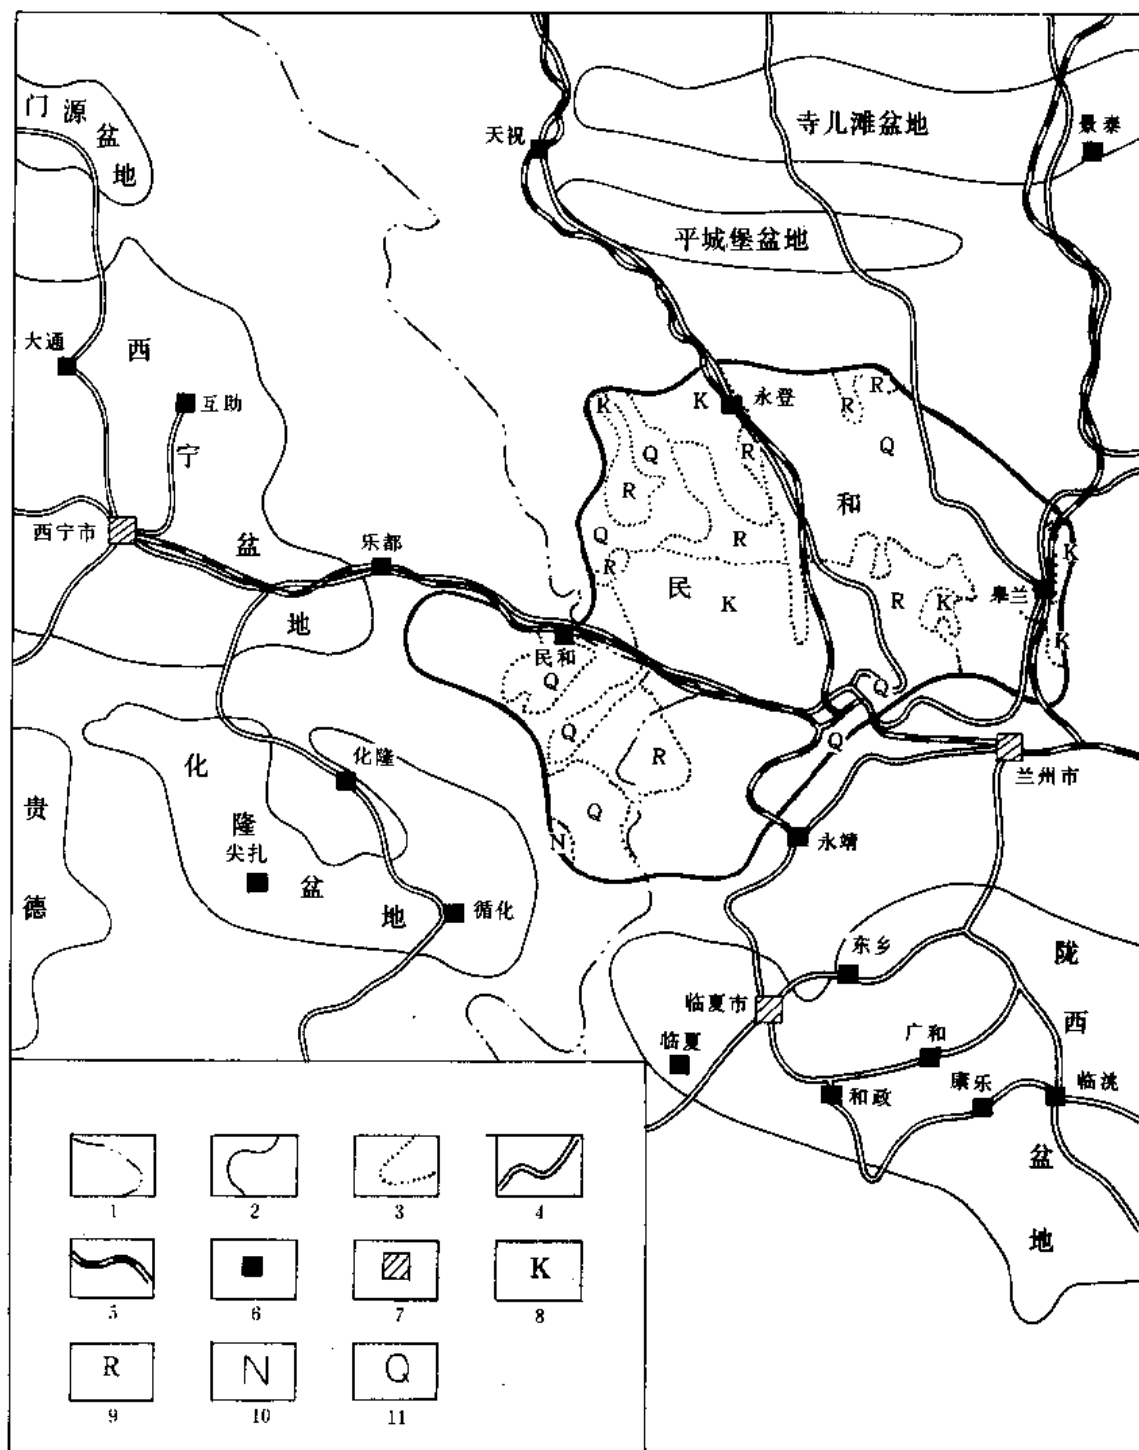 门源盆地
寺儿滩盆地
景泰
天祝
平城堡盆地
大通
西宁盆地
互助
永登
K
K
R
R
Q
Q
R
R
和
西宁市
乐都
Q
R
R
民
K
K
皋兰
R
K
K
民和
Q
Q
Q
Q
R
兰州市
化隆盆地
化隆
贵德
尖扎
Q
N
永靖
循化
东乡
陇西盆地
临夏市
临夏
广和
和政
康乐
临洮
1
2
3
4
5
6
7
K
8
R
9
N
10
Q
11